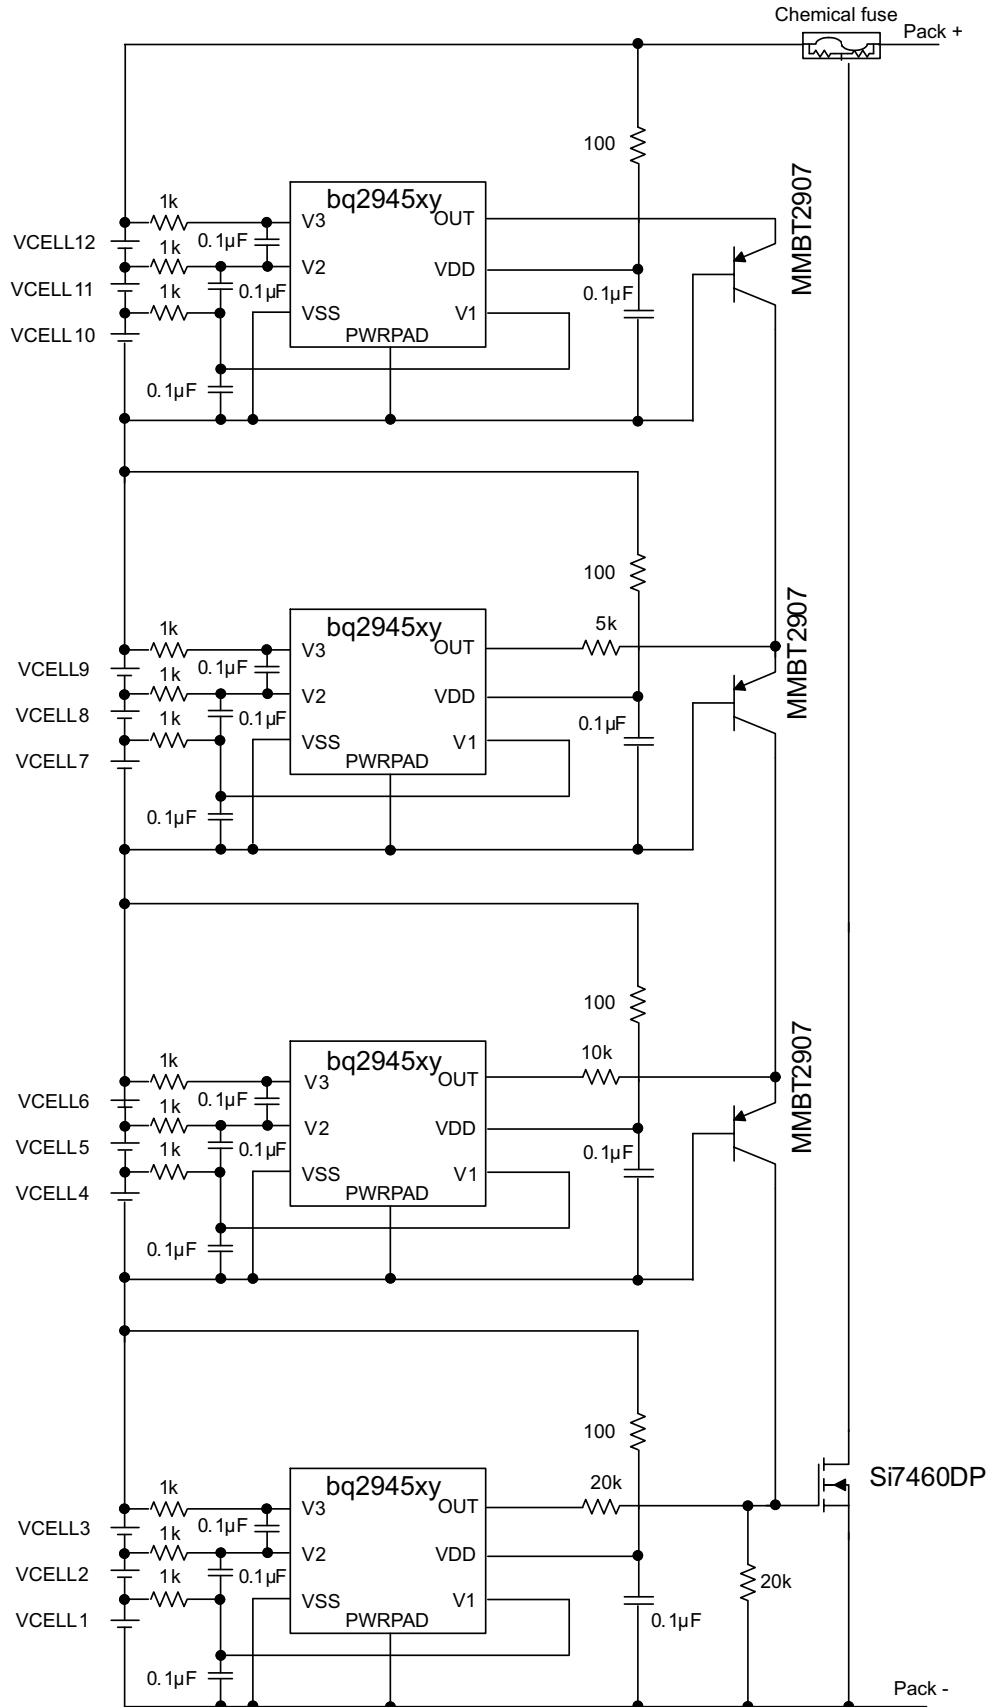 Chemical fuse
Pack +
100
MMBT2907
1k
bq2945xy
V3
OUT
VCELL12
0.1µF
1k
V2
VDD
VCELL11
1k
0.1µF
0.1µF
VSS
V1
VCELL10
PWRPAD
0.1µF
100
MMBT2907
1k
bq2945xy
5k
V3
OUT
VCELL9
0.1µF
1k
V2
VDD
VCELL8
1k
0.1µF
0.1µF
VSS
V1
VCELL7
PWRPAD
0.1µF
100
MMBT2907
1k
bq2945xy
10k
V3
OUT
VCELL6
0.1µF
1k
V2
VDD
VCELL5
1k
0.1µF
0.1µF
VSS
V1
VCELL4
PWRPAD
0.1µF
100
Si7460DP
1k
bq2945xy
20k
V3
OUT
VCELL3
0.1µF
1k
V2
VDD
VCELL2
1k
0.1µF
20k
VSS
V1
VCELL1
PWRPAD
0.1µF
0.1µF
Pack -